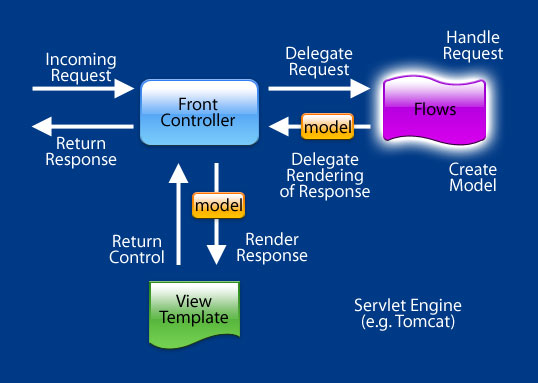 Incoming
Request
Delegate
Request
Handle
Request
Front
Controller
Flows
model
Return
Response
Delegate
Rendering
of Response
Create
Model
model
Return
Control
Render
Response
View
Template
Servlet Engine
(e.g. Tomcat)